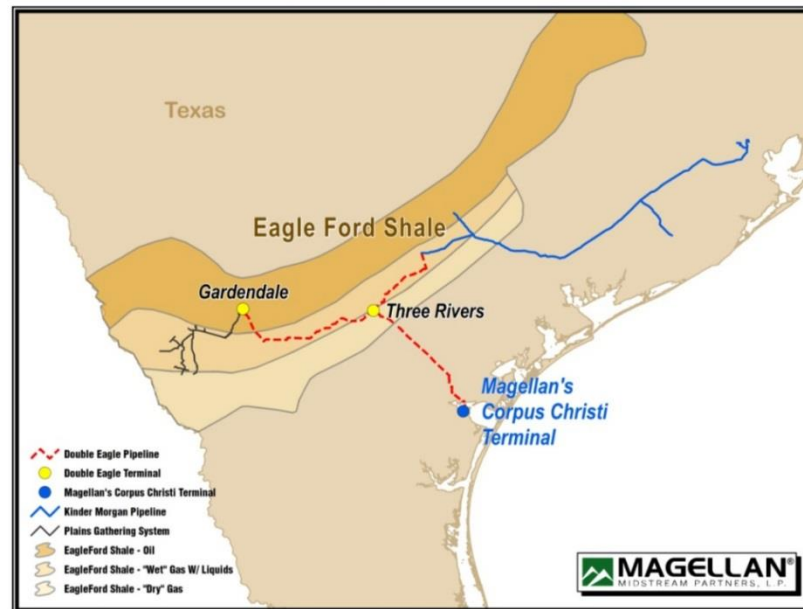 Texas
Eagle Ford Shale
Gardendale
Three Rivers
Magellan's
Corpus Christi
Terminal
Double Eagle Pipeline
Double Eagle Terminal
Magellan's Corpus Christi Terminal
Kinder Morgan Pipeline
Plains Gathering System
EagleFord Shale - Oil
EagleFord Shale - "Wet" Gas W/ Liquids
EagleFord Shale - "Dry" Gas
MAGELLAN®
MIDSTREAM PARTNERS, L.P.